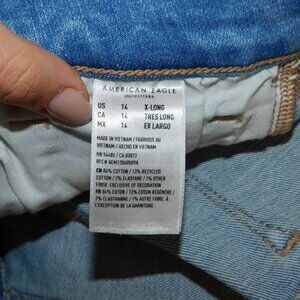 AMERICAN EAGLE
OUTFITTERS
US 14 X-LONG
CA 14 TRES LONG
MX 14 EX LARGO
MADE IN VIETNAM / FABRIQUE AU
VIETNAM / HECHO EN VIETNAM
RN 54485 / CA 03073
EN 84% COTTON / 13% RECYCLED
COTTON / 2% ELASTANE / 1% OTHER
FIBER. EXCLUSIVE OF DECORATION
FR 84% COTON / 13% COTON RÉGÉNÉRÉ /
2% ÉLASTHANNE / 1% AUTRE FIBRE. À
L'EXCEPTION DE LA GARNITURE